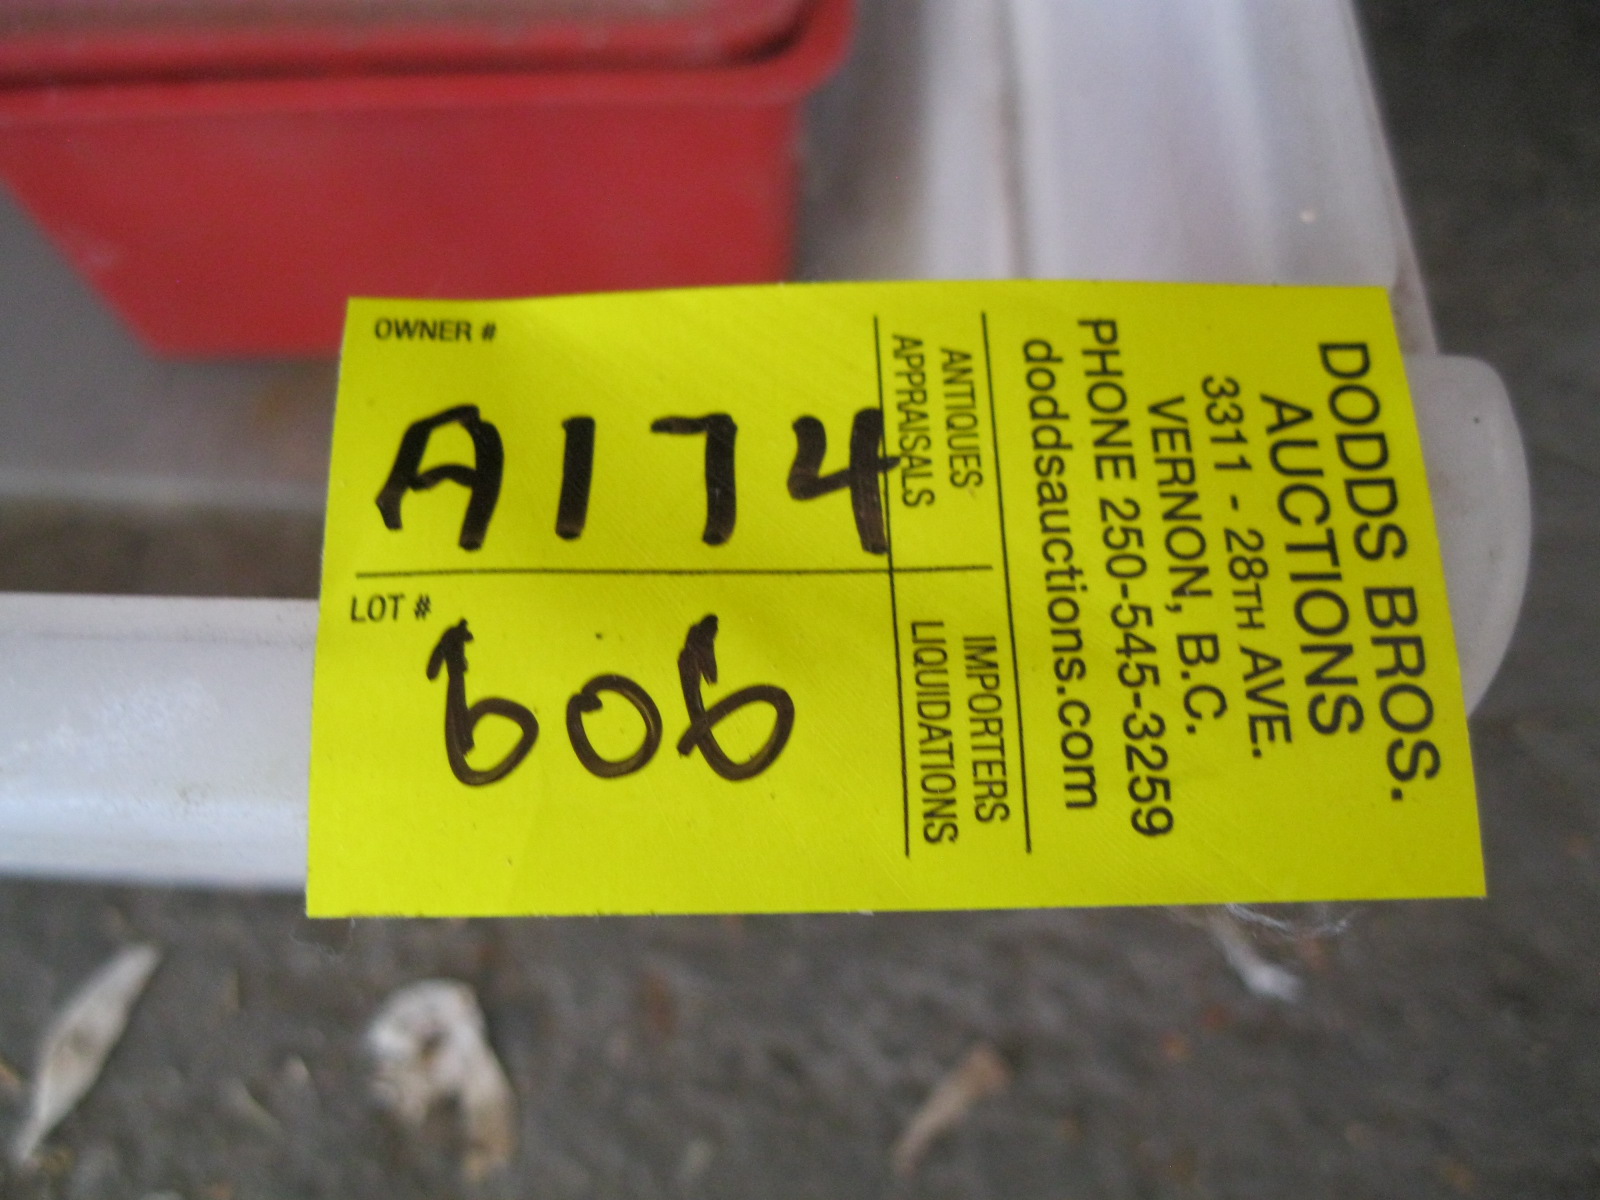 OWNER #
A174
LOT #
606
DODDS BROS.
AUCTIONS
3311 - 28TH AVE.
VERNON, B.C.
PHONE 250-545-3259
doddsauctions.com
ANTIQUES IMPORTERS
APPRAISALS LIQUIDATIONS